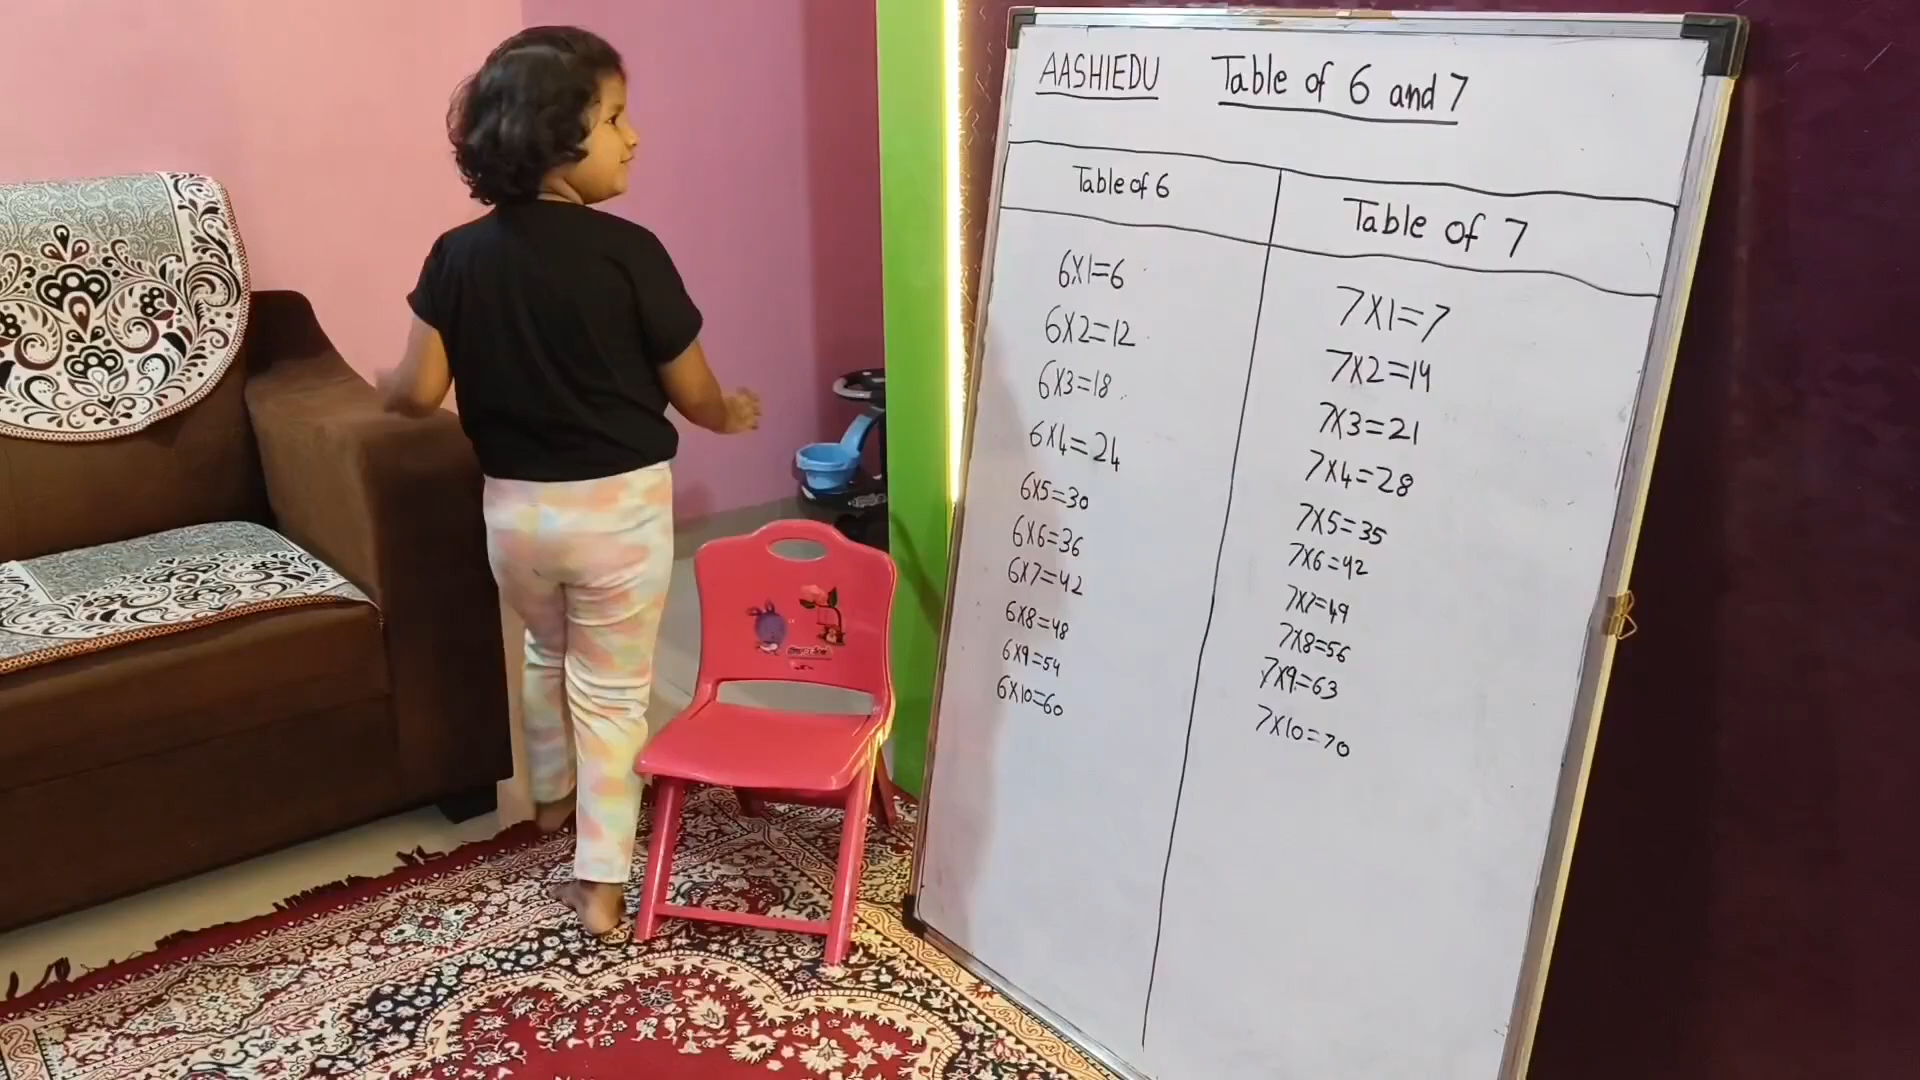 AASHIEDU Table of 6 and 7
Table of 6
6X1=6
6X2=12
6X3=18
6X4=24
6X5=30
6X6=36
6X7=42
6X8=48
6X9=54
6X10=60
Table of 7
7X1=7
7X2=14
7X3=21
7X4=28
7X5=35
7X6=42
7X7=49
7X8=56
7X9=63
7X10=70